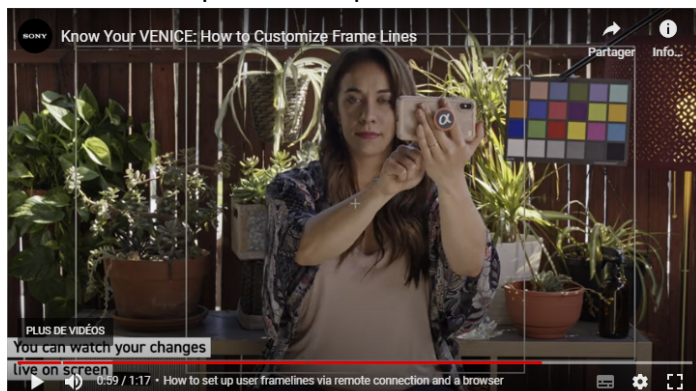 SONY
Know Your VENICE: How to Customize Frame Lines
Partager
Info...
α
PLUS DE VIDÉOS
You can watch your changes
live on screen
0:59 / 1:17 • How to set up user framelines via remote connection and a browser